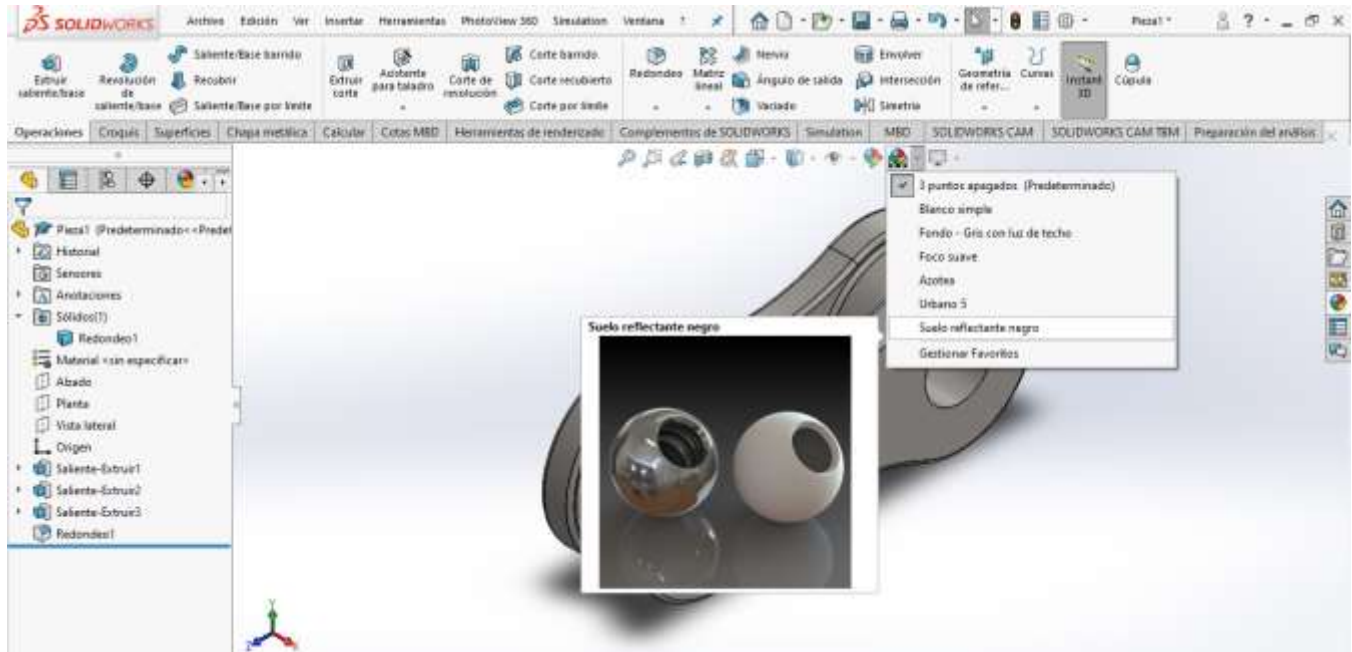 SOLIDWORKS
Archivo Edición Ver Insertar Herramientas PhotoView 360 Simulation Ventana ?
Pieza1 *
?
Extruir saliente/base
Revolución de saliente/base
Saliente/Base barrido
Recubrir
Saliente/Base por límite
Extruir corte
Asistente para taladro
Corte de revolución
Corte barrido
Corte recubierto
Corte por límite
Redondeo
Matriz lineal
Nervio
Ángulo de salida
Vaciado
Envolver
Intersección
Simetría
Geometría de refer...
Curvas
Instant 3D
Cúpula
Operaciones Croquis Superficies Chapa metálica Calcular Cotas MBD Herramientas de renderizado Complementos de SOLIDWORKS Simulation MBD SOLIDWORKS CAM SOLIDWORKS CAM TBM Preparación del análisis
Pieza1 (Predeterminado<<Predet
Historial
Sensores
Anotaciones
Sólidos(1)
Redondeo1
Material <sin especificar>
Alzado
Planta
Vista lateral
Origen
Saliente-Extruir1
Saliente-Extruir2
Saliente-Extruir3
Redondeo1
3 puntos apagados (Predeterminado)
Blanco simple
Fondo - Gris con luz de techo
Foco suave
Azotea
Urbano 5
Suelo reflectante negro
Gestionar Favoritos
Suelo reflectante negro